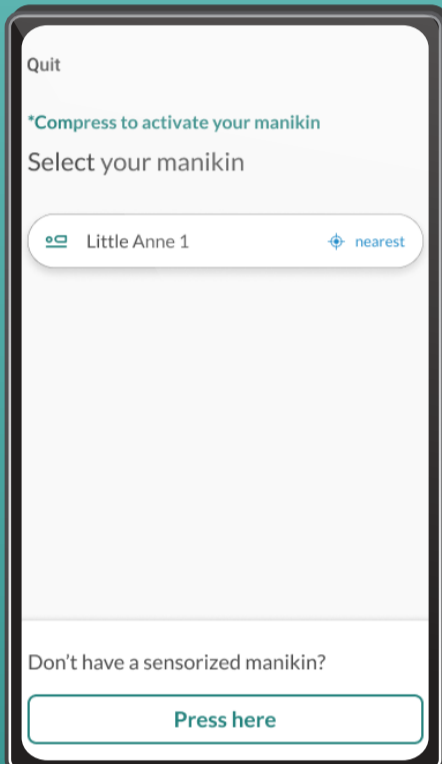 Quit
*Compress to activate your manikin
Select your manikin
Little Anne 1 nearest
Don't have a sensorized manikin?
Press here